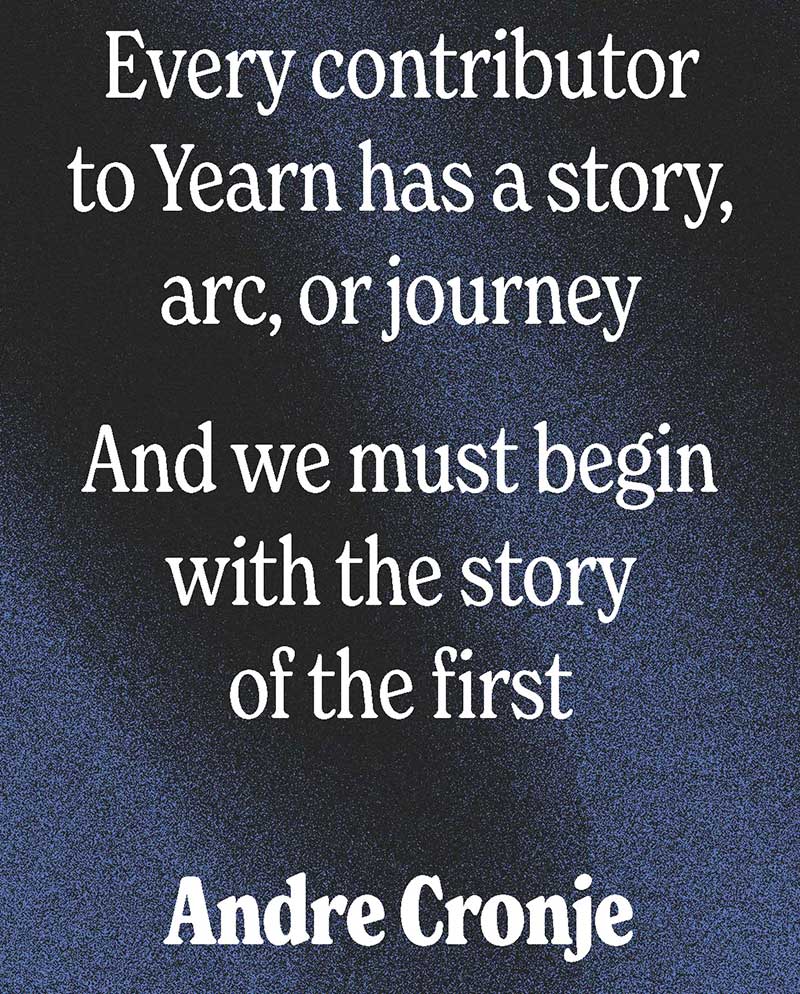 Every contributor
to Yearn has a story,
arc, or journey
And we must begin
with the story
of the first
Andre Cronje